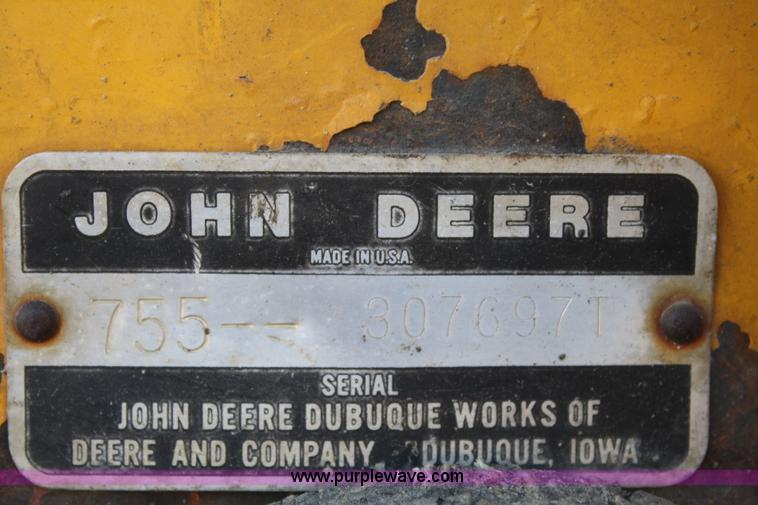 JOHN DEERE
MADE IN U.S.A.
755-- 307697T
SERIAL
JOHN DEERE DUBUQUE WORKS OF
DEERE AND COMPANY DUBUQUE, IOWA
www.purplewave.com